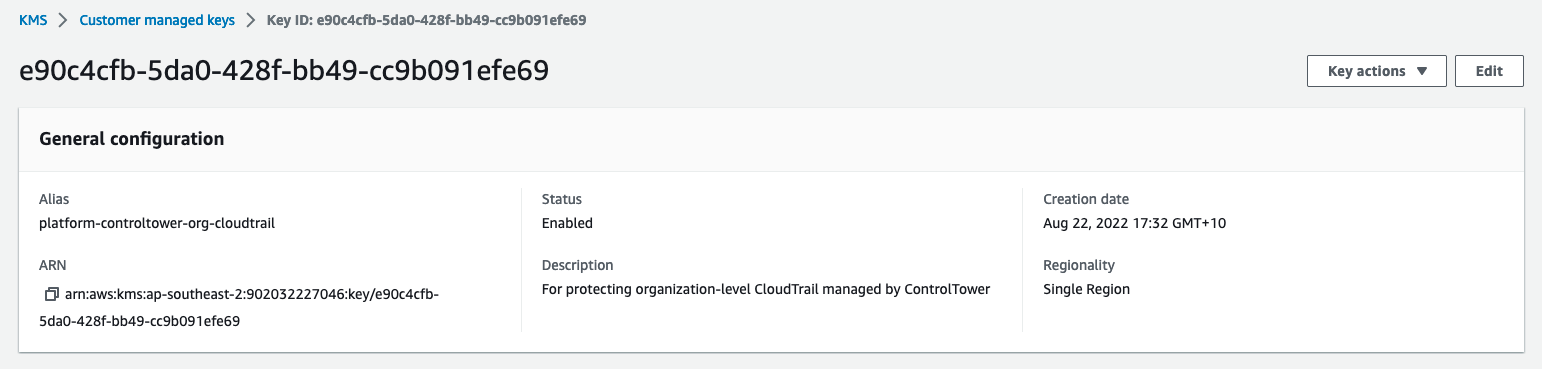 KMS > Customer managed keys > Key ID: e90c4cfb-5da0-428f-bb49-cc9b091efe69
e90c4cfb-5da0-428f-bb49-cc9b091efe69
Key actions ▼
Edit
General configuration
Alias
platform-controltower-org-cloudtrail
ARN
arn:aws:kms:ap-southeast-2:902032227046:key/e90c4cfb-
5da0-428f-bb49-cc9b091efe69
Status
Enabled
Description
For protecting organization-level CloudTrail managed by ControlTower
Creation date
Aug 22, 2022 17:32 GMT+10
Regionality
Single Region